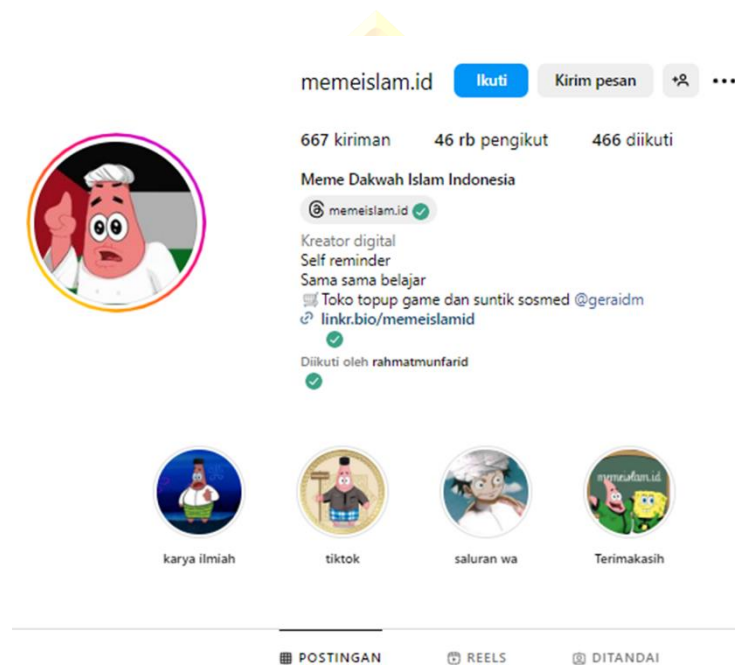 memeislam.id Ikuti Kirim pesan
667 kiriman 46 rb pengikut 466 diikuti
Meme Dakwah Islam Indonesia
memeislam.id
Kreator digital
Self reminder
Sama sama belajar
🛒 Toko topup game dan suntik sosmed @geraidm
linkr.bio/memeislamid
Diikuti oleh rahmatmunfarid
memeislam.id
karya ilmiah tiktok saluran wa Terimakasih
POSTINGAN REELS DITANDAI